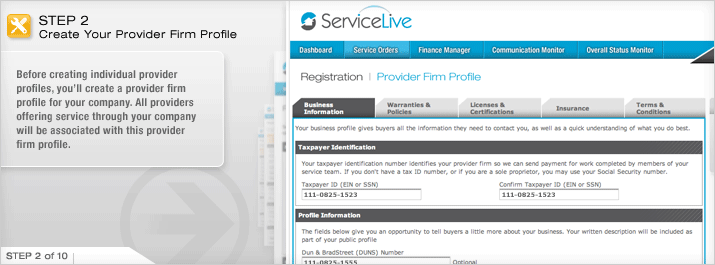 STEP 2
Create Your Provider Firm Profile
Before creating individual provider
profiles, you'll create a provider firm
profile for your company. All providers
offering service through your company
will be associated with this provider
firm profile.
STEP 2 of 10
ServiceLive
Dashboard Service Orders Finance Manager Communication Monitor Overall Status Monitor
Registration | Provider Firm Profile
Business
Information
Warranties &
Policies
Licenses &
Certifications
Insurance
Terms &
Conditions
Your business profile gives buyers all the information they need to contact you, as well as a quick understanding of what you do best.
Taxpayer Identification
Your taxpayer identification number identifies your provider firm so we can send payment for work completed by members of your
service team. If you don't have a tax ID number, or if you are a sole proprietor, you may use your Social Security number.
Taxpayer ID (EIN or SSN) Confirm Taxpayer ID (EIN or SSN)
111-0825-1523 111-0825-1523
Profile Information
The fields below give you an opportunity to tell buyers a little more about your business. Your written description will be included as
part of your public profile
Dun & BradStreet (DUNS) Number
111-0825-1555 Optional